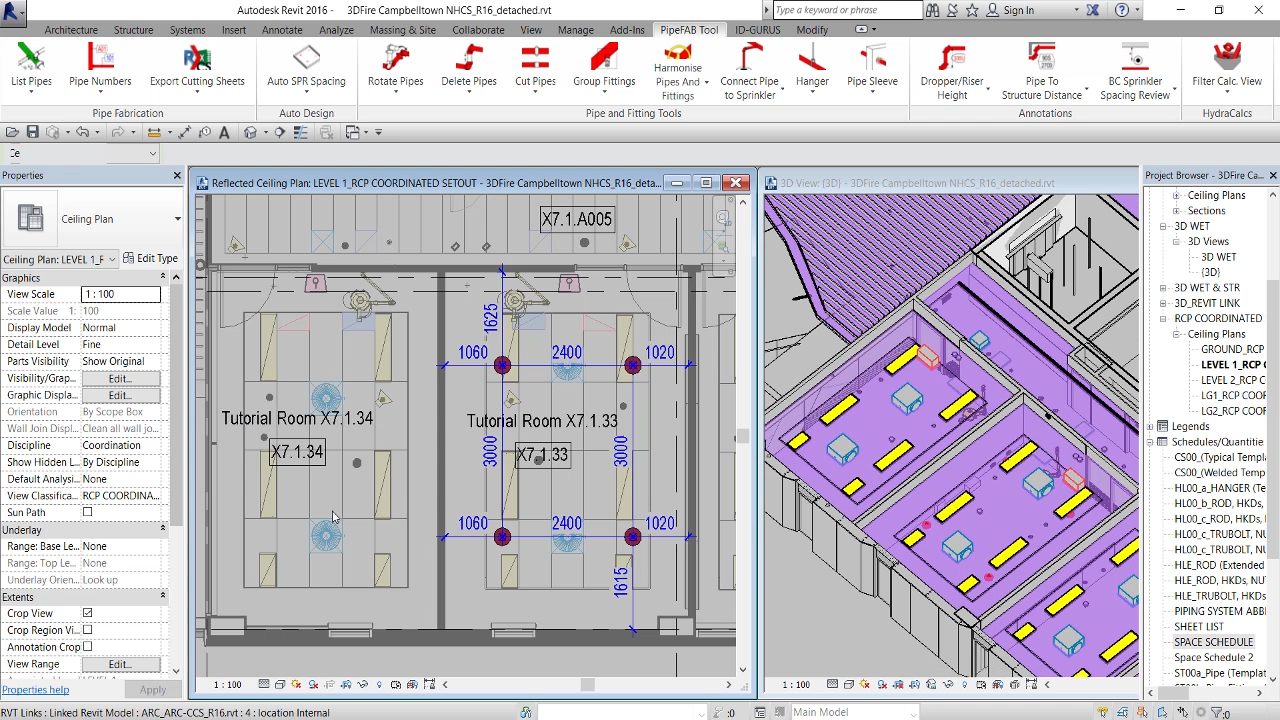 Autodesk Revit 2016 - 3DFire Campbelltown NHCS_R16_detached.rvt
Type a keyword or phrase
Sign In
Architecture Structure Systems Insert Annotate Analyze Massing & Site Collaborate View Manage Add-Ins PipeFAB Tool ID-GURUS Modify
List Pipes
Pipe Numbers
Export Cutting Sheets
Auto SPR Spacing
Rotate Pipes
Delete Pipes
Cut Pipes
Group Fittings
Harmonise
Pipes And
Fittings
Connect Pipe
to Sprinkler
Hanger
Pipe Sleeve
Dropper/Riser
Height
Pipe To
Structure Distance
BC Sprinkler
Spacing Review
Filter Calc. View
Pipe Fabrication
Auto Design
Pipe and Fitting Tools
Annotations
HydraCalcs
Properties
Ceiling Plan
Ceiling Plan: LEVEL 1_F
Edit Type
Graphics
View Scale 1 : 100
Scale Value 1: 100
Display Model Normal
Detail Level Fine
Parts Visibility Show Original
Visibility/Grap... Edit...
Graphic Displa... Edit...
Orientation By Scope Box
Wall Join Displ... Clean all wall jo...
Discipline Coordination
Show Hidden L... By Discipline
Default Analysi... None
View Classifica... RCP COORDINA...
Sun Path
Underlay
Range: Base Le... None
Range: Top Lev... None
Underlay Orien... Look up
Extents
Crop View
Crop Region Vi...
Annotation Crop
View Range Edit...
Properties help
Apply
Reflected Ceiling Plan: LEVEL 1_RCP COORDINATED SETOUT - 3DFire Campbelltown NHCS_R16_deta...
X7.1.A005
1625
1060 2400 1020
Tutorial Room X7.1.34
X7.1.34
Tutorial Room X7.1.33
X7.1.33
3000 3000
1060 2400 1020
1615
1 : 100
3D View: {3D} - 3DFire Campbelltown NHCS_R16_detached.rvt
1 : 100
Project Browser - 3DFire Ca...
Ceiling Plans
Sections
3D WET
3D Views
3D WET
{3D}
3D WET & STR
3D_REVIT LINK
RCP COORDINATED
Ceiling Plans
GROUND_RCP
LEVEL 1_RCP C
LEVEL 2_RCP C
LG1_RCP COOR
LG2_RCP COOR
Legends
Schedules/Quantitie
CS00_(Typical Templ
CS00_(Welded Temp
HL00_a_HANGER (Te
HL00_b_ROD, HKDs,
HL00_c_ROD, HKDs,
HL00_c_TRUBOLT, N
HL00_d_TRUBOLT, N
HLE_ROD (Extended
HLE_ROD, HKDs, NU
HLE_TRUBOLTs, NUT
PIPING SYSTEM ABBI
SHEET LIST
SPACE SCHEDULE
Space Schedule 2
RVT Links : Linked Revit Model : ARC_ARC-CCS_R16.rvt : 4 : location Internal
:0
Main Model
:0